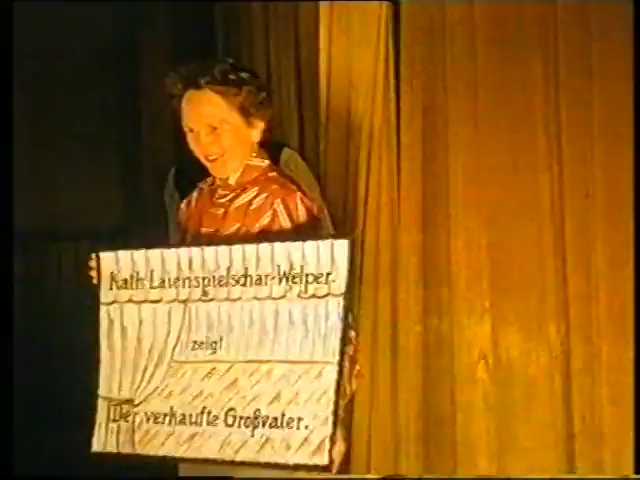 Kath. Laienspielschar-Welper.
zeigt
Der verkaufte Großvater.